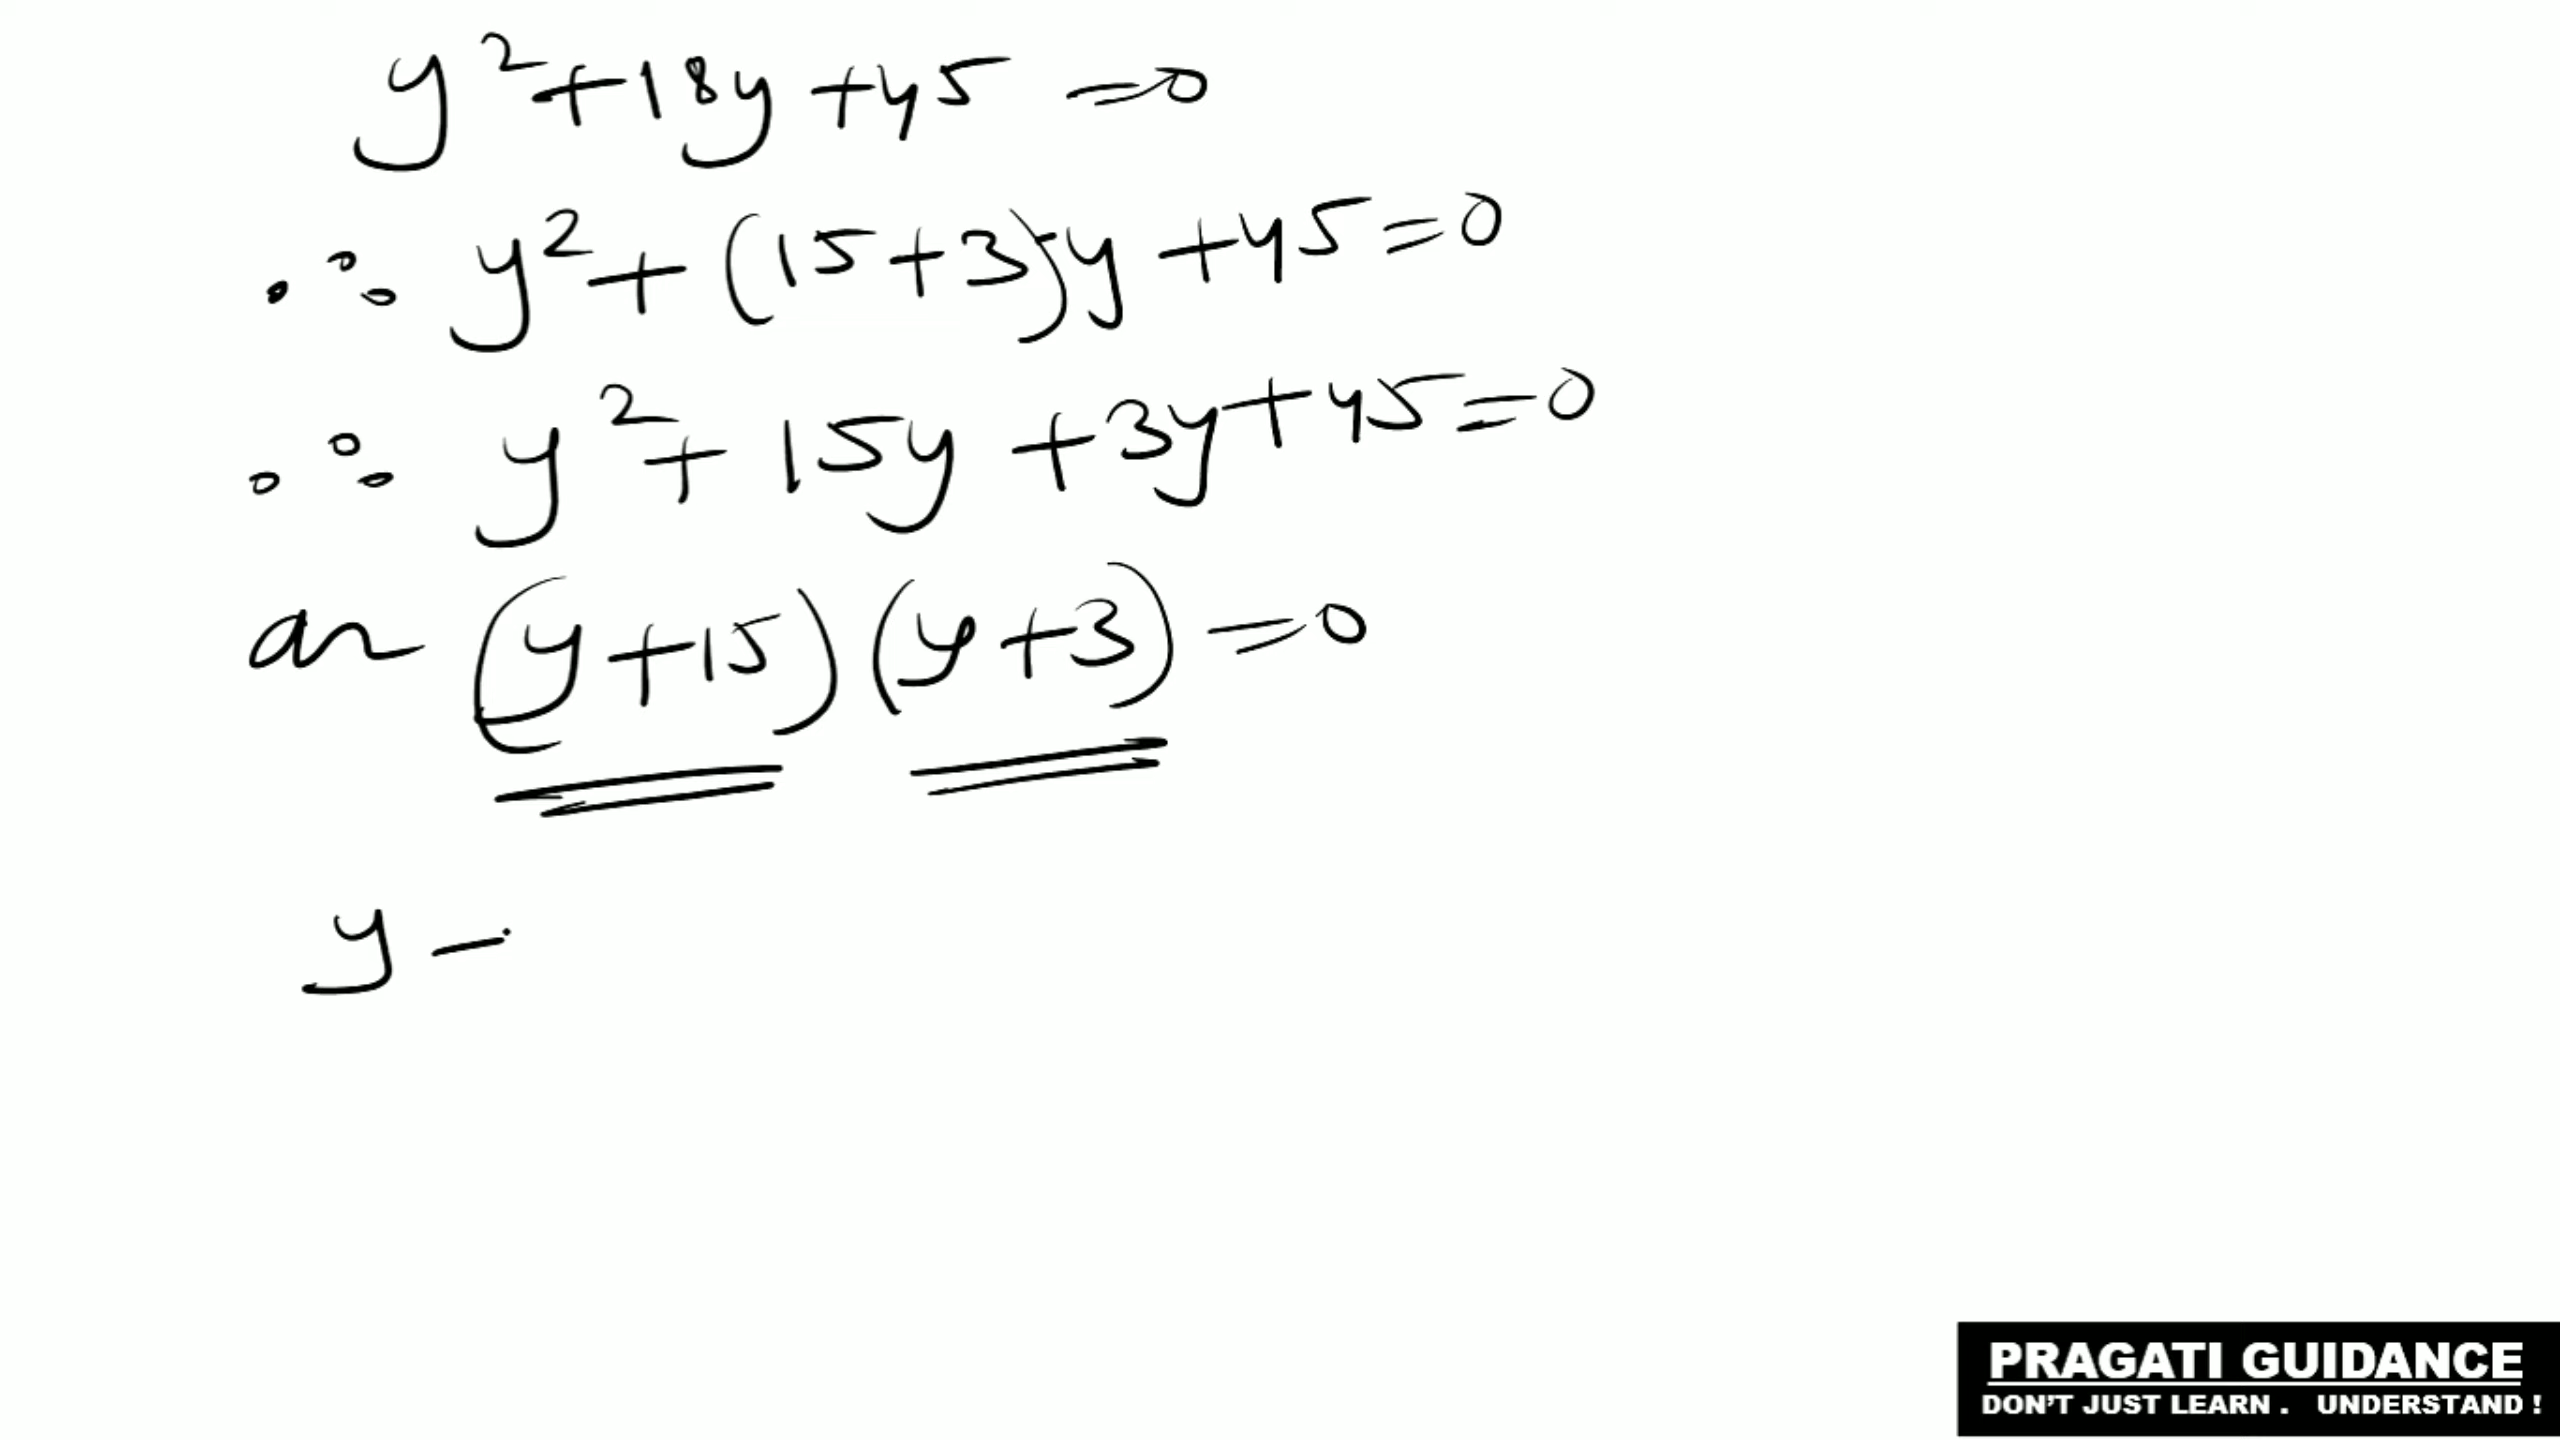 y²+18y+45=0
∴ y²+(15+3)y+45=0
∴ y²+15y+3y+45=0
or (y+15)(y+3)=0
y -
PRAGATI GUIDANCE
DON'T JUST LEARN . UNDERSTAND !